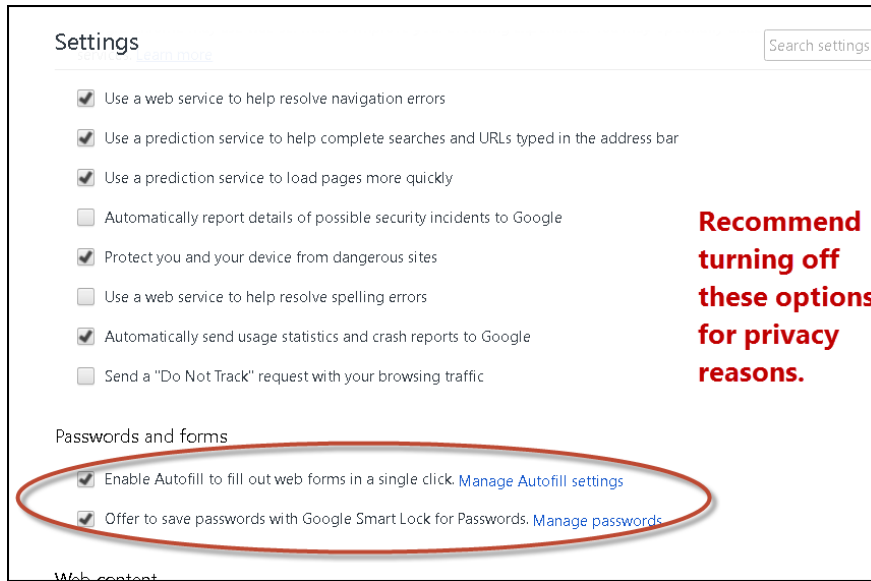 Settings
Search settings
services. Learn more
Use a web service to help resolve navigation errors
Use a prediction service to help complete searches and URLs typed in the address bar
Use a prediction service to load pages more quickly
Automatically report details of possible security incidents to Google
Protect you and your device from dangerous sites
Use a web service to help resolve spelling errors
Automatically send usage statistics and crash reports to Google
Send a "Do Not Track" request with your browsing traffic
Recommend
turning off
these options
for privacy
reasons.
Passwords and forms
Enable Autofill to fill out web forms in a single click. Manage Autofill settings
Offer to save passwords with Google Smart Lock for Passwords. Manage passwords
Web content